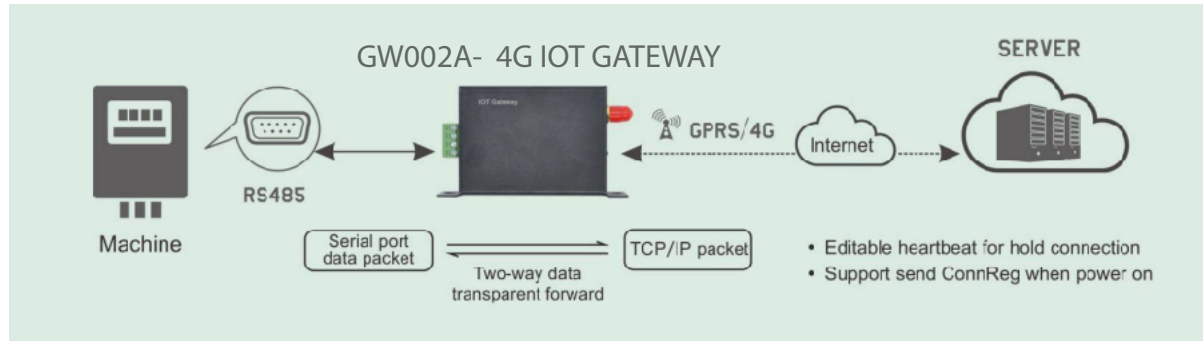 GW002A- 4G IOT GATEWAY
SERVER
IOT Gateway
GPRS/4G
Internet
RS485
Machine
Serial port
data packet
TCP/IP packet
Two-way data
transparent forward
• Editable heartbeat for hold connection
• Support send ConnReg when power on